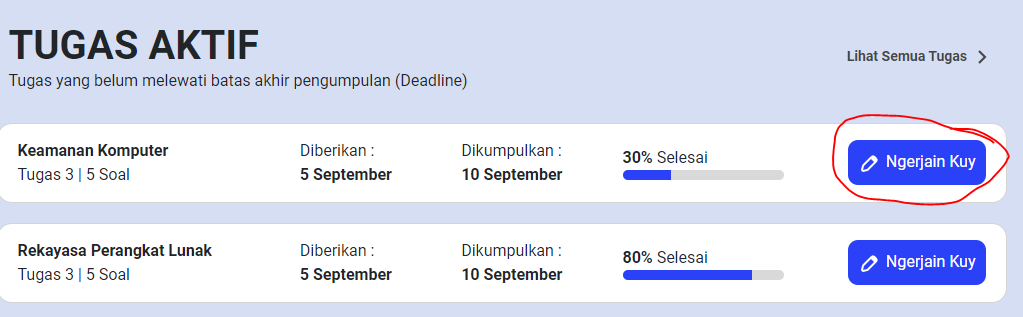 TUGAS AKTIF
Tugas yang belum melewati batas akhir pengumpulan (Deadline)
Lihat Semua Tugas
Keamanan Komputer
Tugas 3 | 5 Soal
Diberikan :
5 September
Dikumpulkan :
10 September
30% Selesai
Ngerjain Kuy
Rekayasa Perangkat Lunak
Tugas 3 | 5 Soal
Diberikan :
5 September
Dikumpulkan :
10 September
80% Selesai
Ngerjain Kuy